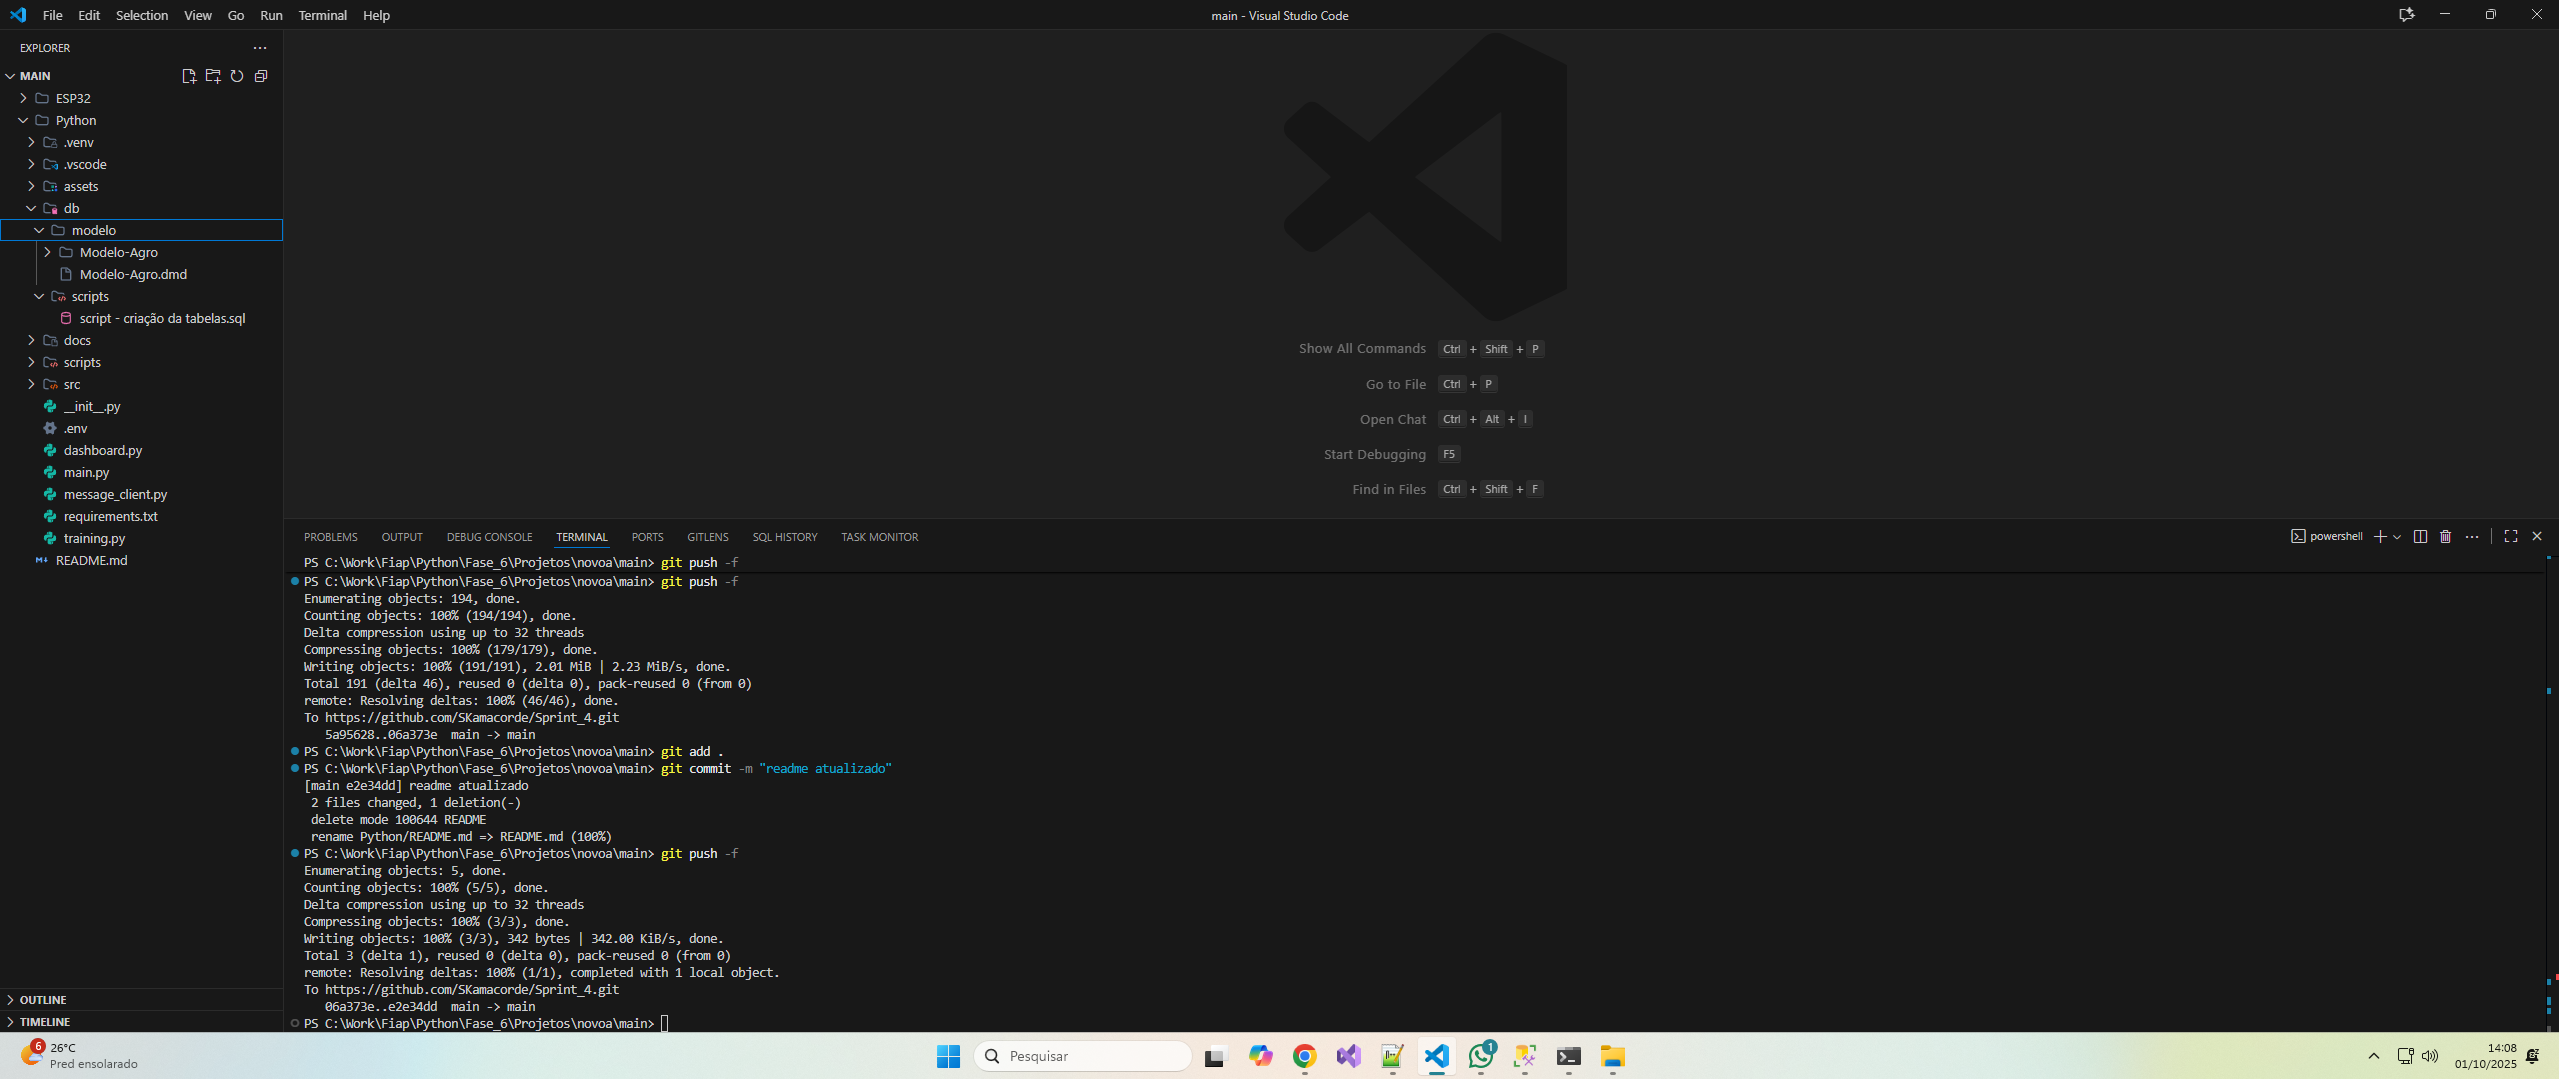 File Edit Selection View Go Run Terminal Help
main - Visual Studio Code
EXPLORER
MAIN
ESP32
Python
.venv
.vscode
assets
db
modelo
Modelo-Agro
Modelo-Agro.dmd
scripts
script - criação da tabelas.sql
docs
scripts
src
__init__.py
.env
dashboard.py
main.py
message_client.py
requirements.txt
training.py
README.md
OUTLINE
TIMELINE
Show All Commands Ctrl + Shift + P
Go to File Ctrl + P
Open Chat Ctrl + Alt + I
Start Debugging F5
Find in Files Ctrl + Shift + F
PROBLEMS OUTPUT DEBUG CONSOLE TERMINAL PORTS GITLENS SQL HISTORY TASK MONITOR
powershell
PS C:\Work\Fiap\Python\Fase_6\Projetos\novoa\main> git push -f
PS C:\Work\Fiap\Python\Fase_6\Projetos\novoa\main> git push -f
Enumerating objects: 194, done.
Counting objects: 100% (194/194), done.
Delta compression using up to 32 threads
Compressing objects: 100% (179/179), done.
Writing objects: 100% (191/191), 2.01 MiB | 2.23 MiB/s, done.
Total 191 (delta 46), reused 0 (delta 0), pack-reused 0 (from 0)
remote: Resolving deltas: 100% (46/46), done.
To https://github.com/SKamacorde/Sprint_4.git
5a95628..06a373e main -> main
PS C:\Work\Fiap\Python\Fase_6\Projetos\novoa\main> git add .
PS C:\Work\Fiap\Python\Fase_6\Projetos\novoa\main> git commit -m "readme atualizado"
[main e2e34dd] readme atualizado
2 files changed, 1 deletion(-)
delete mode 100644 README
rename Python/README.md => README.md (100%)
PS C:\Work\Fiap\Python\Fase_6\Projetos\novoa\main> git push -f
Enumerating objects: 5, done.
Counting objects: 100% (5/5), done.
Delta compression using up to 32 threads
Compressing objects: 100% (3/3), done.
Writing objects: 100% (3/3), 342 bytes | 342.00 KiB/s, done.
Total 3 (delta 1), reused 0 (delta 0), pack-reused 0 (from 0)
remote: Resolving deltas: 100% (1/1), completed with 1 local object.
To https://github.com/SKamacorde/Sprint_4.git
06a373e..e2e34dd main -> main
PS C:\Work\Fiap\Python\Fase_6\Projetos\novoa\main>
6
26°C
Pred ensolarado
Pesquisar
1
14:08
01/10/2025